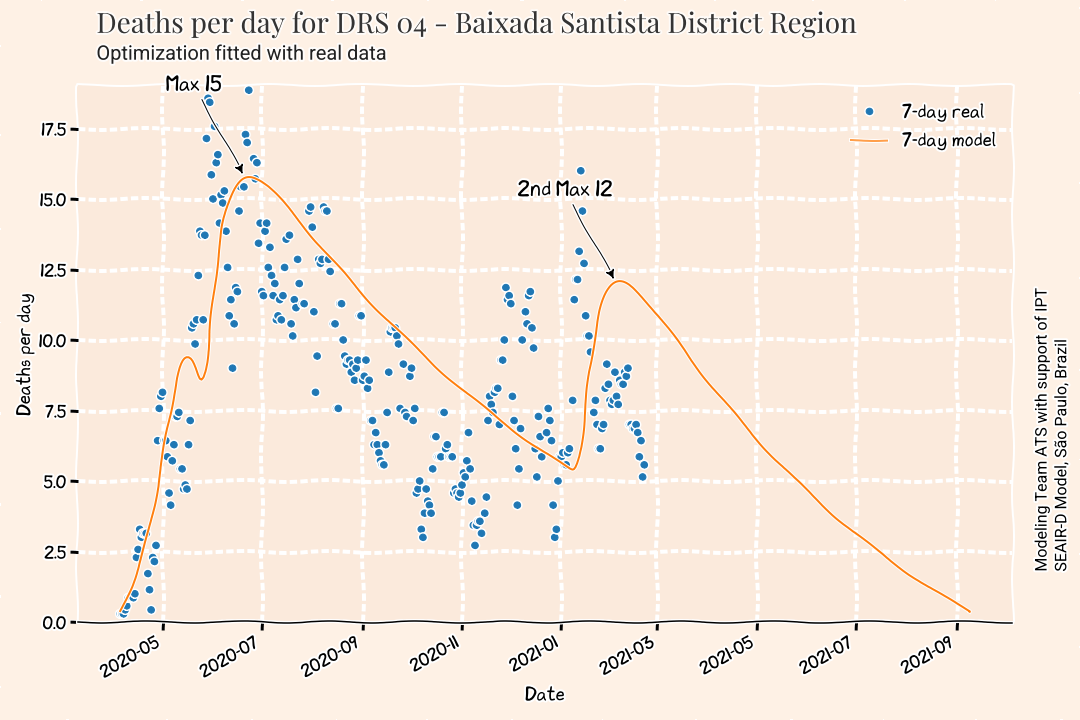 Deaths per day for DRS 04 - Baixada Santista District Region
Optimization fitted with real data
Max 15
7-day real
7-day model
2nd Max 12
17.5
15.0
12.5
10.0
7.5
5.0
2.5
0.0
Deaths per day
2020-05
2020-07
2020-09
2020-11
2021-01
2021-03
2021-05
2021-07
2021-09
Date
Modeling Team ATS with support of IPT
SEAIR-D Model, São Paulo, Brazil